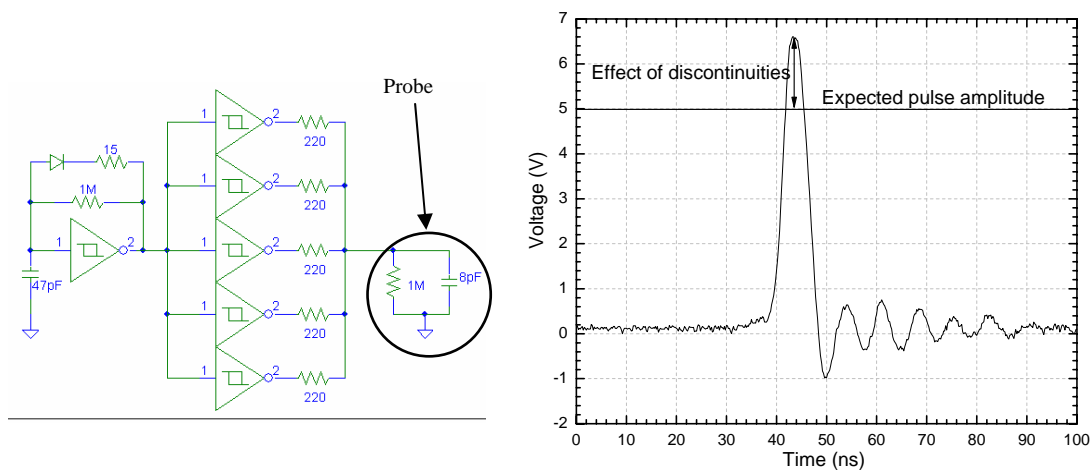 Probe
15
1M
1 2
47pF
1 2
220
1 2
220
1 2
220
1 2
220
1 2
220
1M
8pF
7
6
5
4
3
2
1
0
-1
-2
Voltage (V)
Effect of discontinuities
Expected pulse amplitude
0 10 20 30 40 50 60 70 80 90 100
Time (ns)